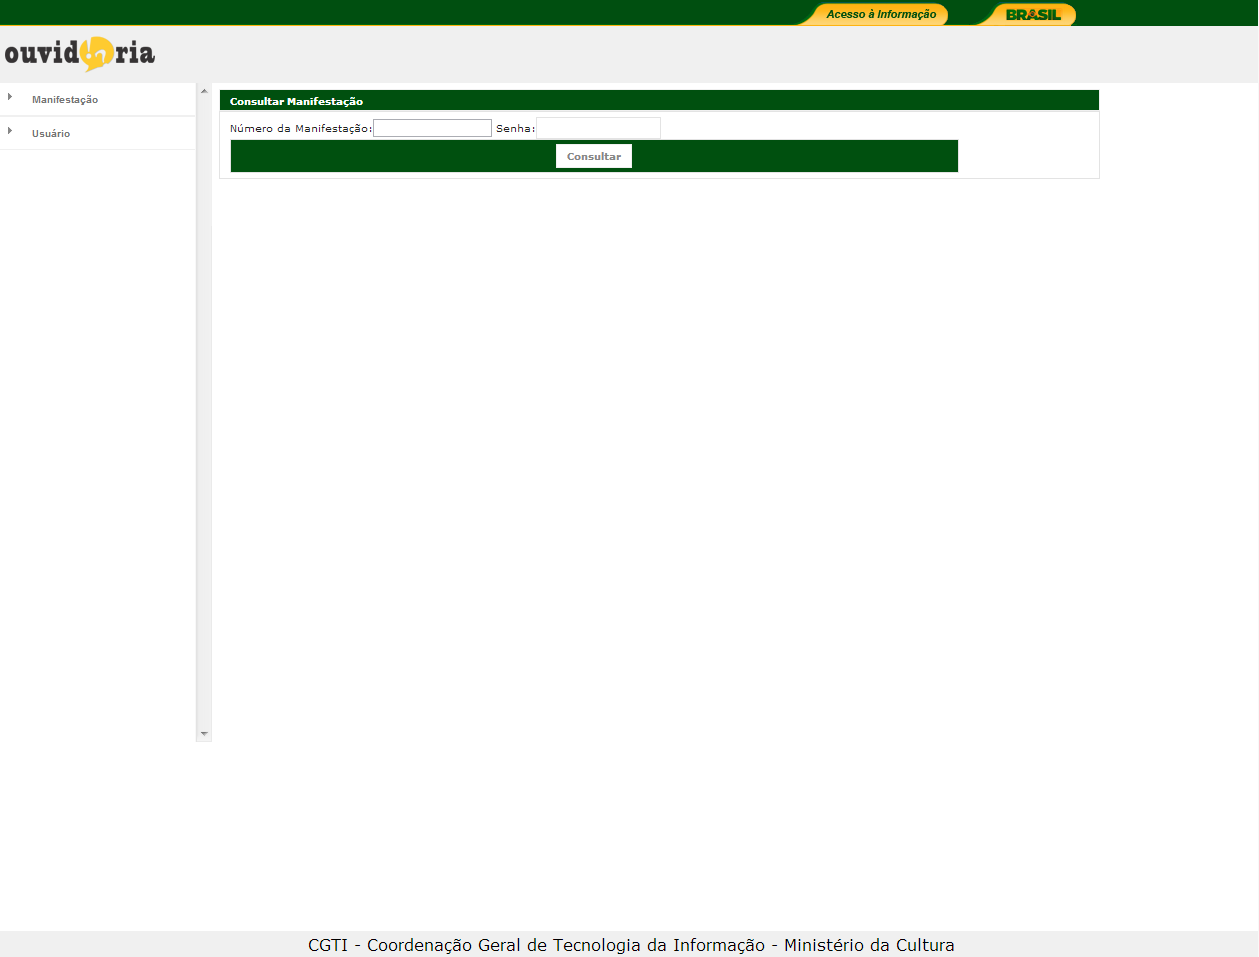 Acesso à Informação BRASIL
ouvidoria
Manifestação
Usuário
Consultar Manifestação
Número da Manifestação: Senha:
Consultar
CGTI - Coordenação Geral de Tecnologia da Informação - Ministério da Cultura